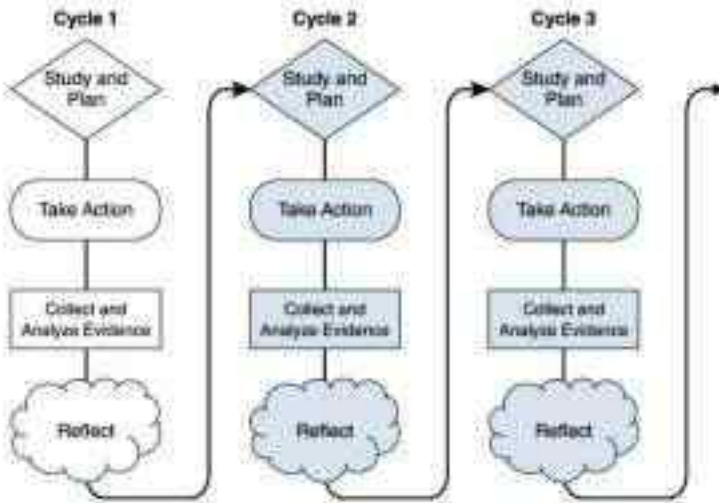 Cycle 1
Study and
Plan
Take Action
Collect and
Analyze Evidence
Reflect
Cycle 2
Study and
Plan
Take Action
Collect and
Analyze Evidence
Reflect
Cycle 3
Study and
Plan
Take Action
Collect and
Analyze Evidence
Reflect